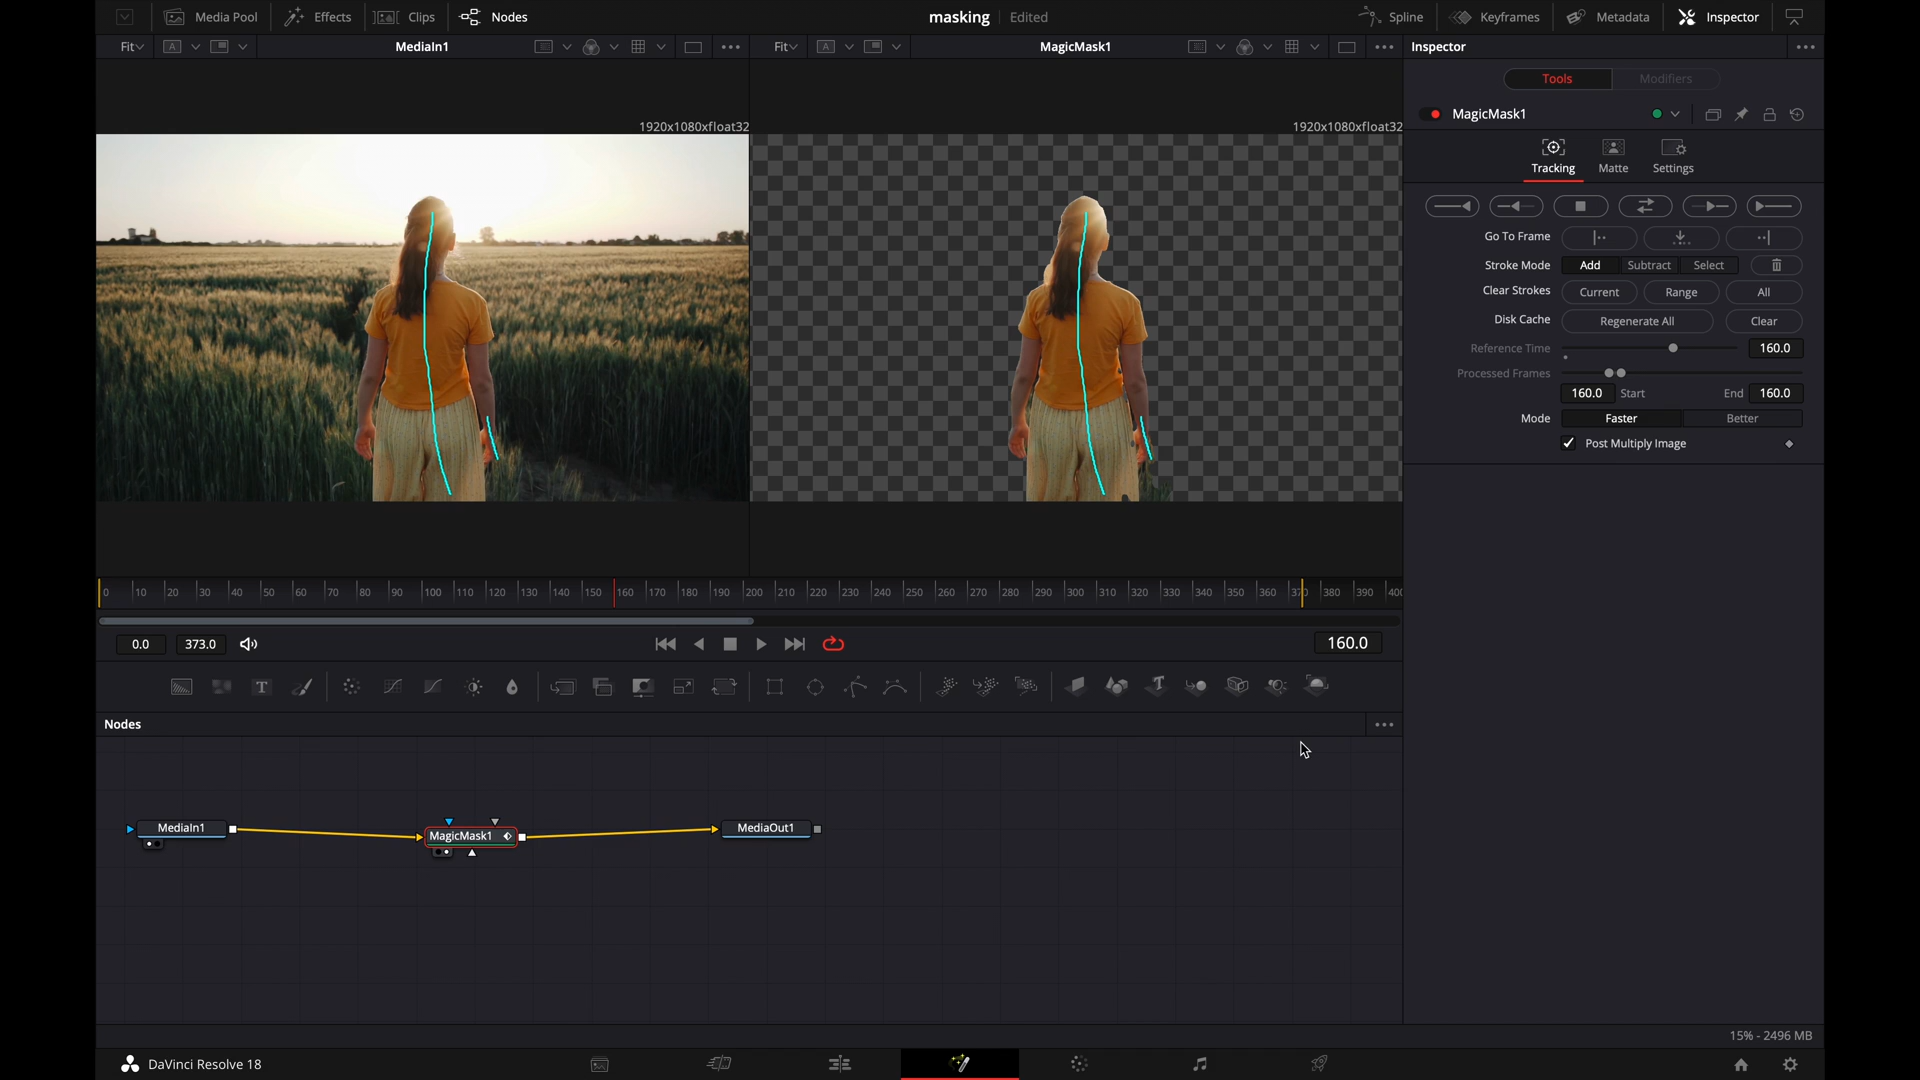 Media Pool
Effects
Clips
Nodes
masking
Edited
Spline
Keyframes
Metadata
Inspector
Fit
A
MediaIn1
Fit
A
MagicMask1
Inspector
Tools
Modifiers
1920x1080xfloat32
1920x1080xfloat32
MagicMask1
Tracking
Matte
Settings
Go To Frame
Stroke Mode
Add
Subtract
Select
Clear Strokes
Current
Range
All
Disk Cache
Regenerate All
Clear
Reference Time
160.0
Processed Frames
160.0
Start
End
160.0
Mode
Faster
Better
Post Multiply Image
0 10 20 30 40 50 60 70 80 90 100 110 120 130 140 150 160 170 180 190 200 210 220 230 240 250 260 270 280 290 300 310 320 330 340 350 360 370 380 390 400
0.0
373.0
160.0
T
T
Nodes
MediaIn1
MagicMask1
MediaOut1
15% - 2496 MB
DaVinci Resolve 18